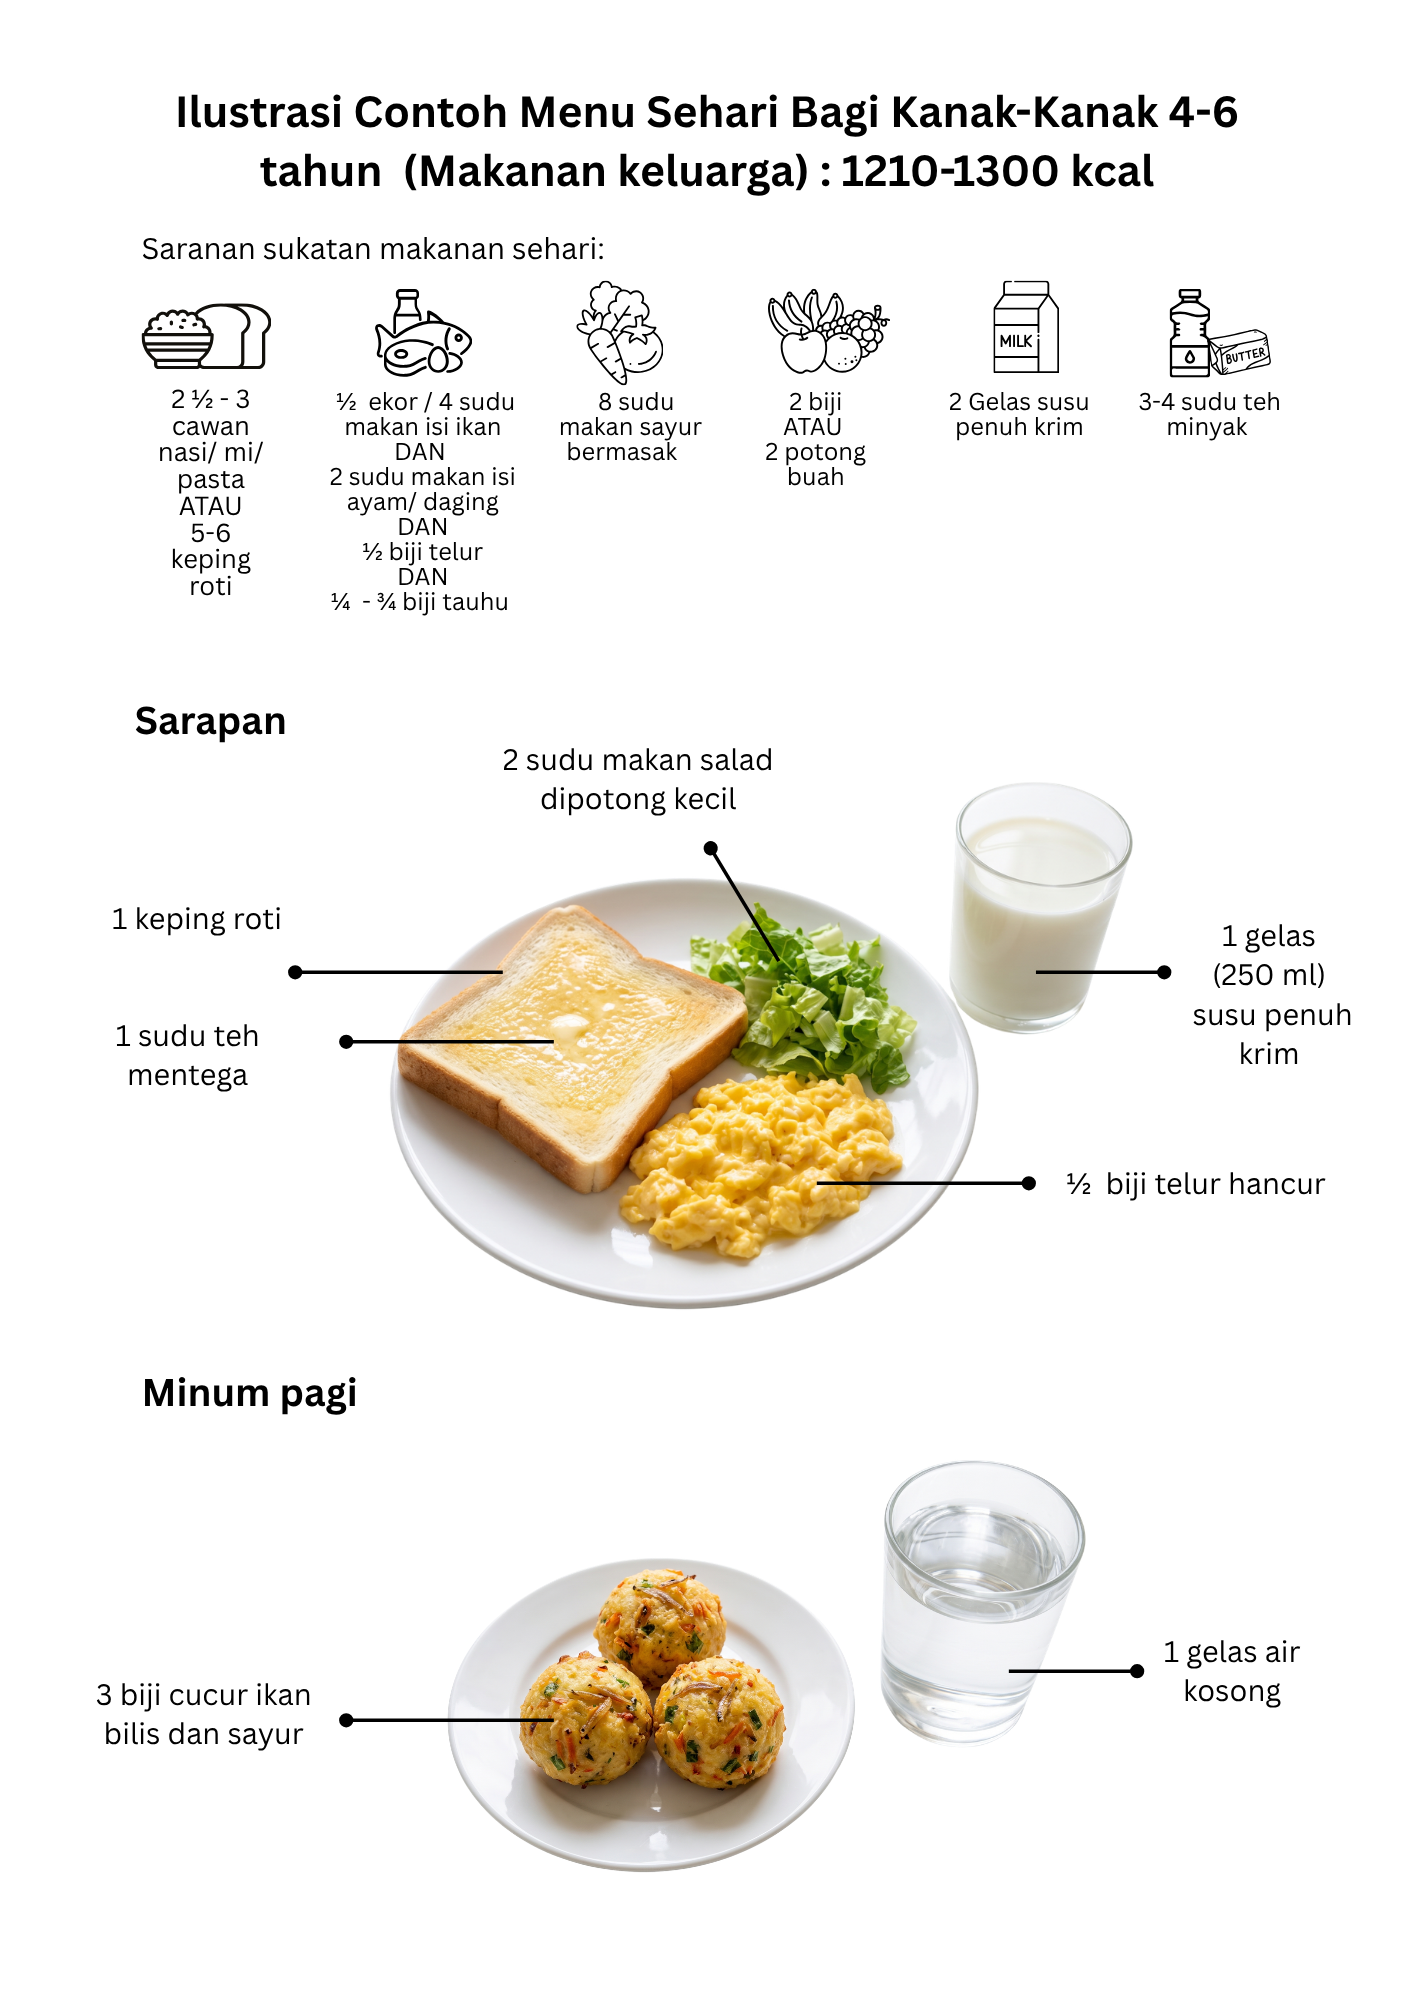 Ilustrasi Contoh Menu Sehari Bagi Kanak-Kanak 4-6
tahun (Makanan keluarga) : 1210-1300 kcal
Saranan sukatan makanan sehari:
2 ½ - 3
cawan
nasi/ mi/
pasta
ATAU
5-6
keping
roti
½ ekor / 4 sudu
makan isi ikan
DAN
2 sudu makan isi
ayam/ daging
DAN
½ biji telur
DAN
¼ - ¾ biji tauhu
8 sudu
makan sayur
bermasak
2 biji
ATAU
2 potong
buah
MILK
2 Gelas susu
penuh krim
BUTTER
3-4 sudu teh
minyak
Sarapan
2 sudu makan salad
dipotong kecil
1 keping roti
1 sudu teh
mentega
1 gelas
(250 ml)
susu penuh
krim
½ biji telur hancur
Minum pagi
3 biji cucur ikan
bilis dan sayur
1 gelas air
kosong